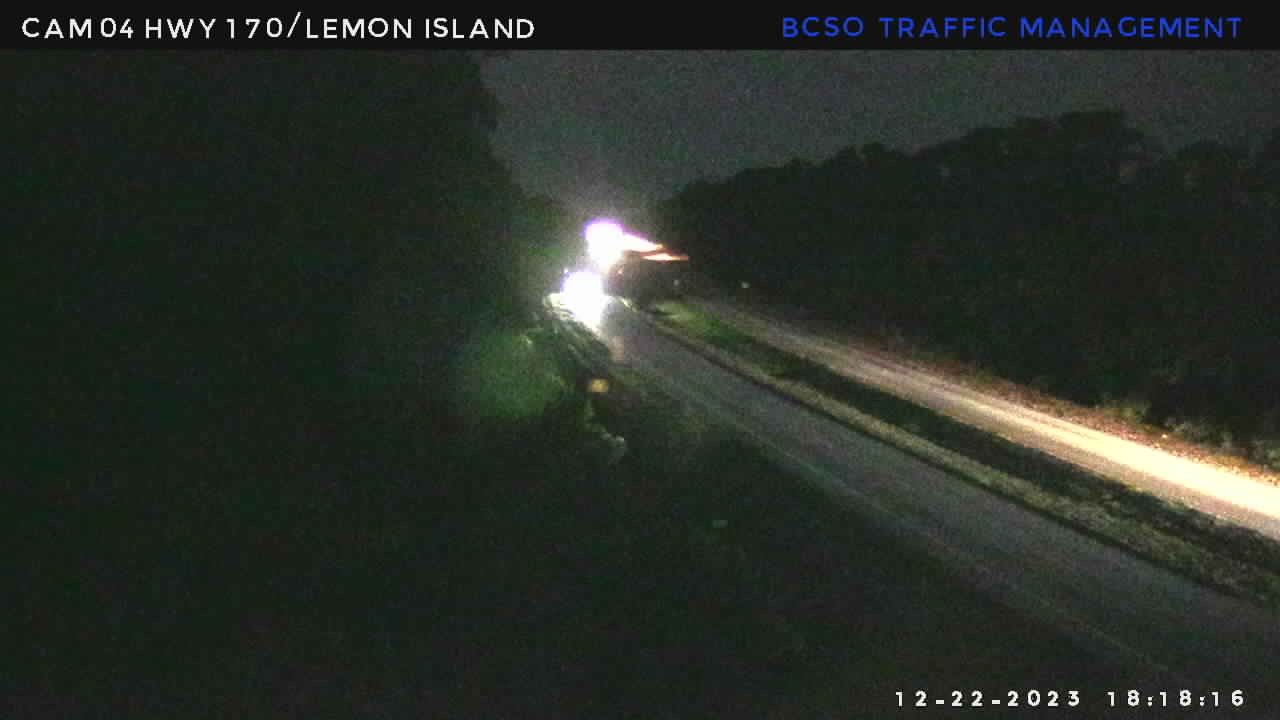 CAM04 HWY 170/LEMON ISLAND
BCSO TRAFFIC MANAGEMENT
12-22-2023 18:18:16